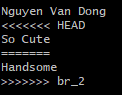 Nguyen Van Dong
<<<<<<< HEAD
So Cute
=======
Handsome
>>>>>>> br_2